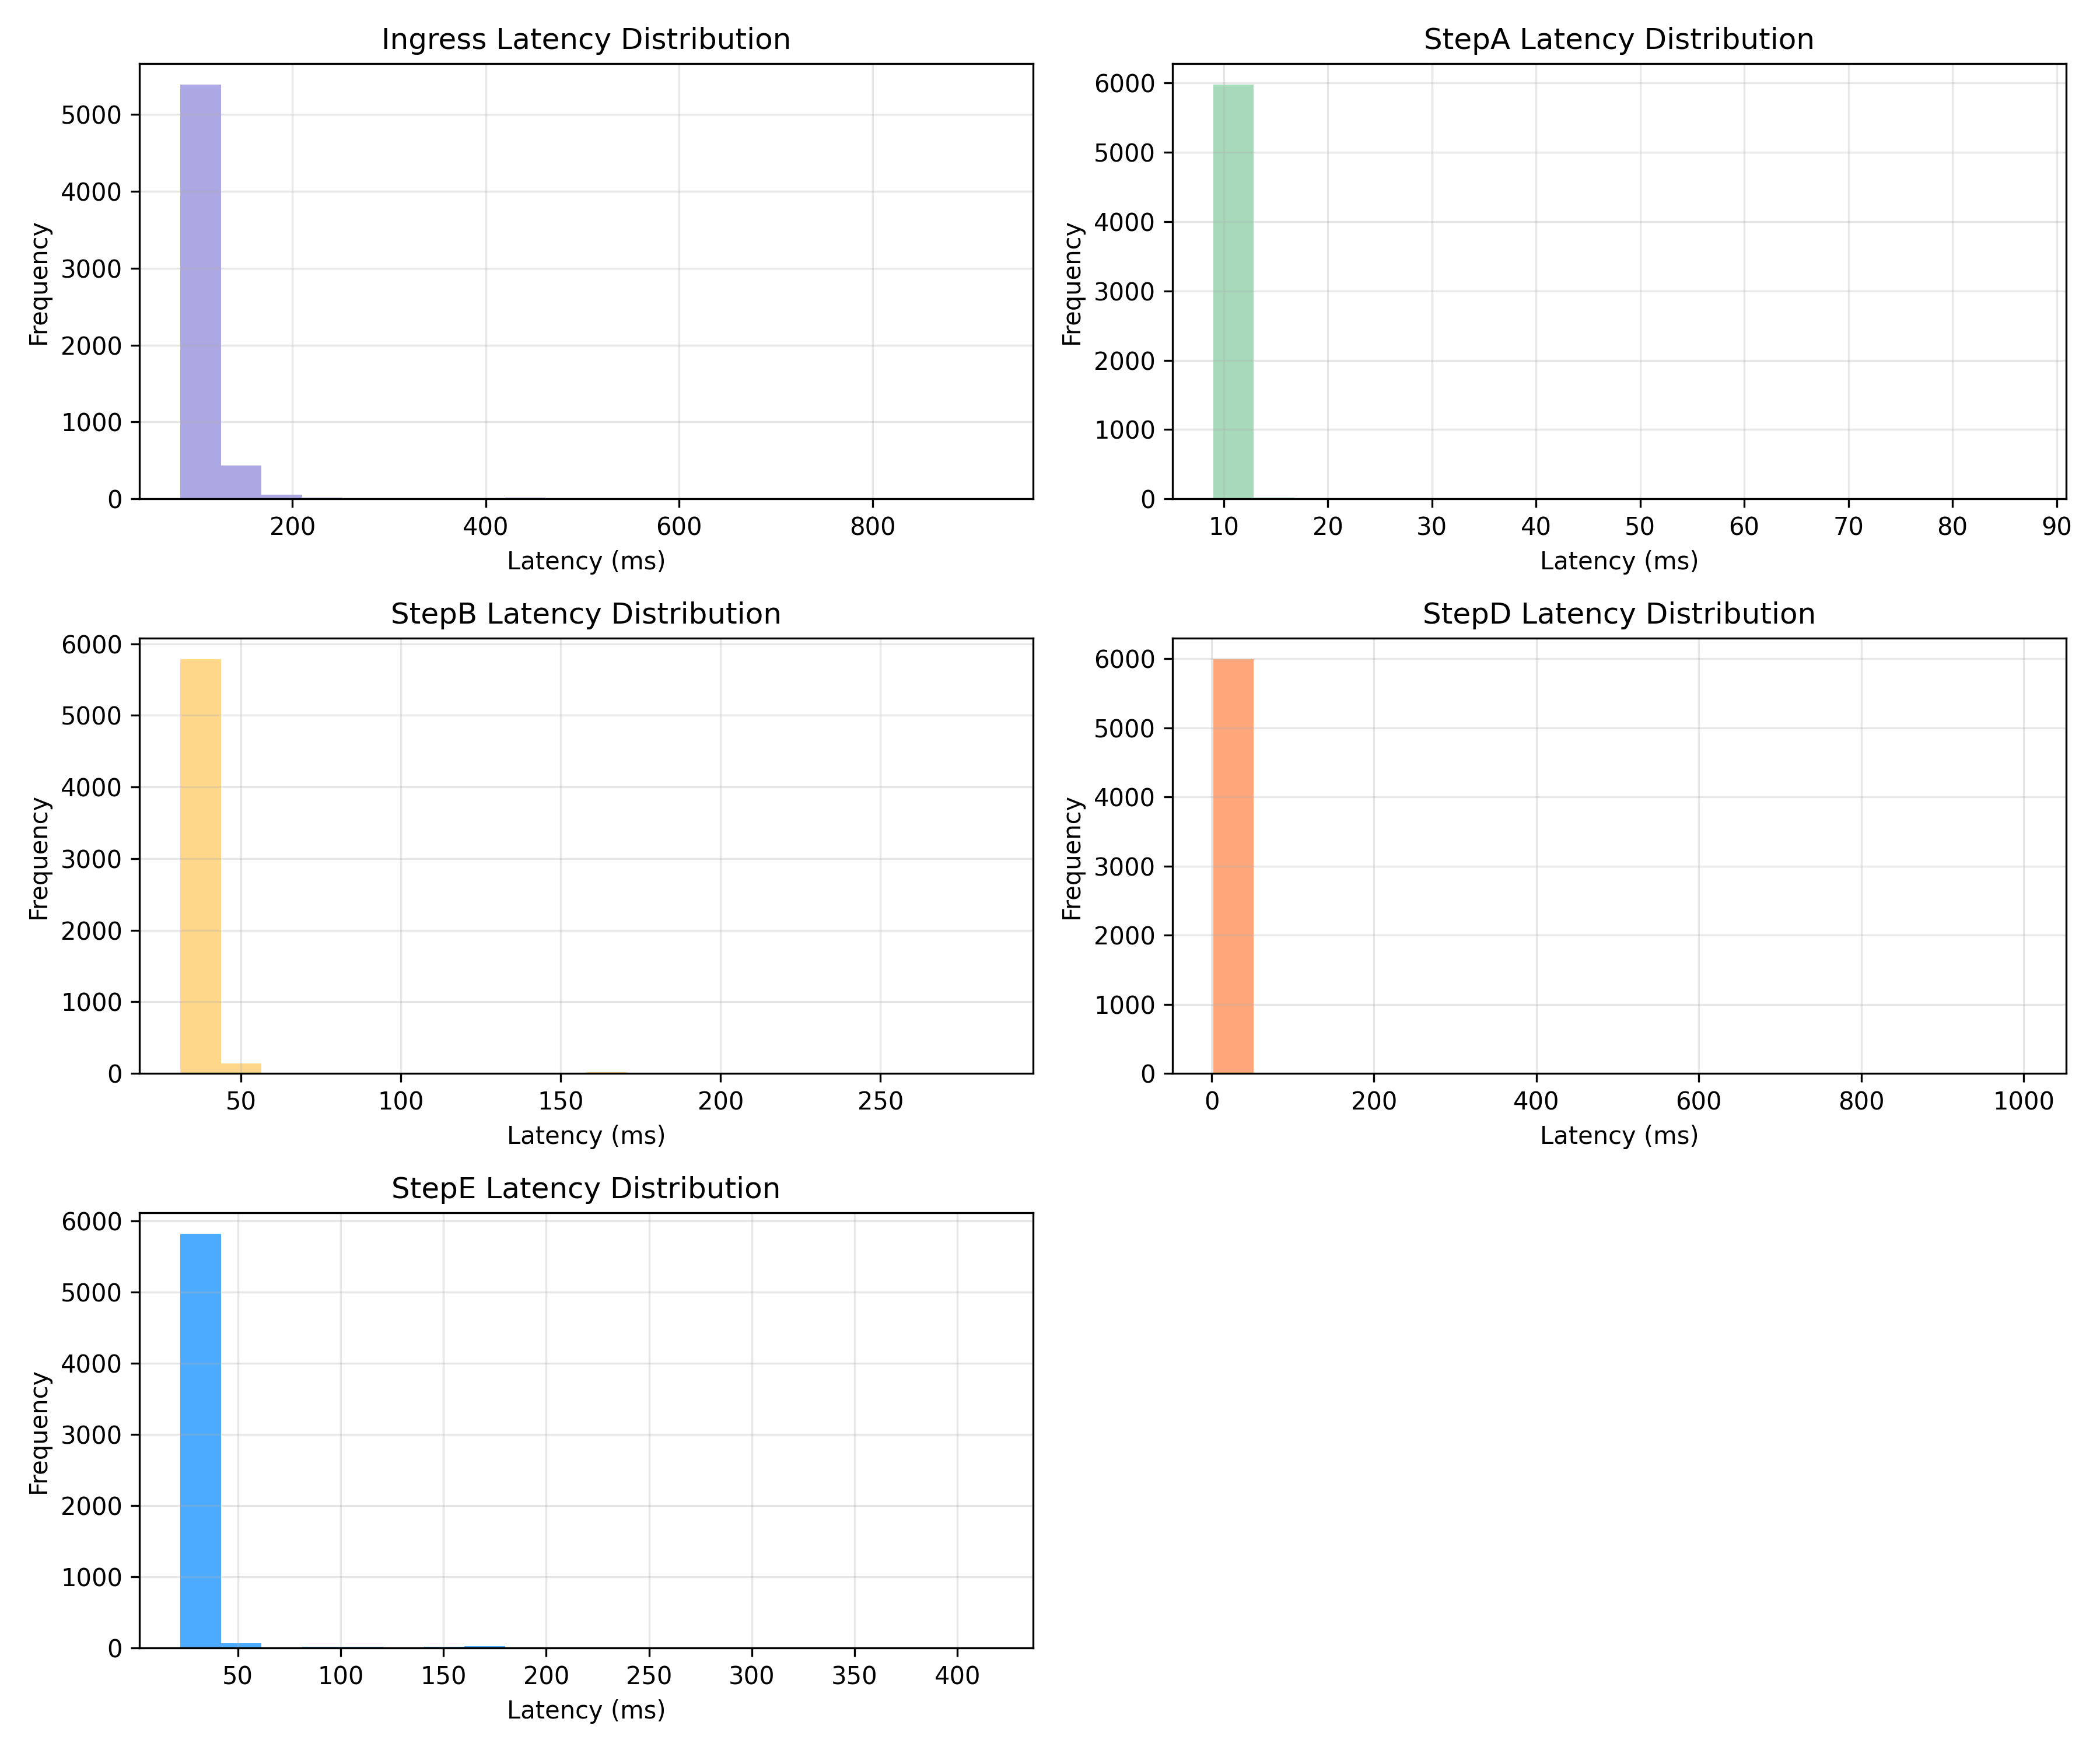 Ingress Latency Distribution
Frequency
5000
4000
3000
2000
1000
0
200 400 600 800
Latency (ms)
StepA Latency Distribution
Frequency
6000
5000
4000
3000
2000
1000
0
10 20 30 40 50 60 70 80 90
Latency (ms)
StepB Latency Distribution
Frequency
6000
5000
4000
3000
2000
1000
0
50 100 150 200 250
Latency (ms)
StepD Latency Distribution
Frequency
6000
5000
4000
3000
2000
1000
0
0 200 400 600 800 1000
Latency (ms)
StepE Latency Distribution
Frequency
6000
5000
4000
3000
2000
1000
0
50 100 150 200 250 300 350 400
Latency (ms)